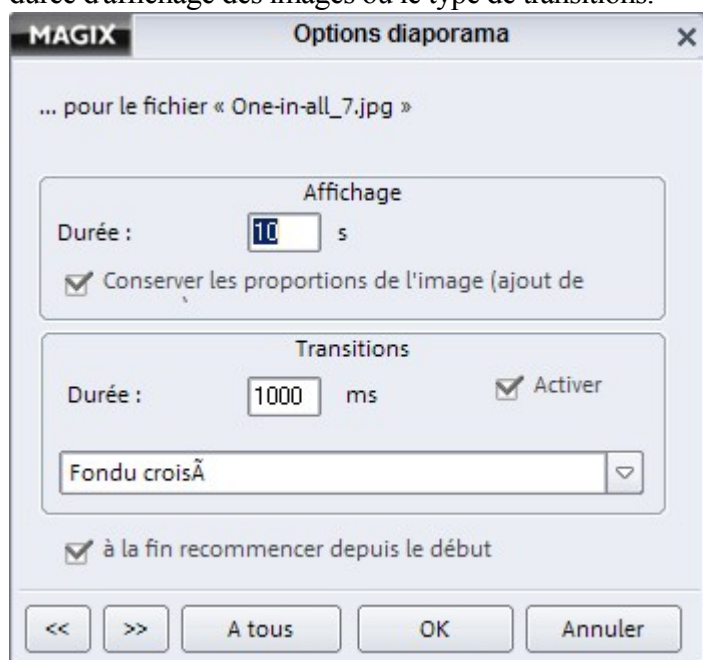 durée d'affichage des images ou le type de transitions.
MAGIX Options diaporama
... pour le fichier « One-in-all_7.jpg »
Affichage
Durée : 10 s
Conserver les proportions de l'image (ajout de
Transitions
Durée : 1000 ms Activer
Fondu croisÃ
à la fin recommencer depuis le début
<< >> A tous OK Annuler